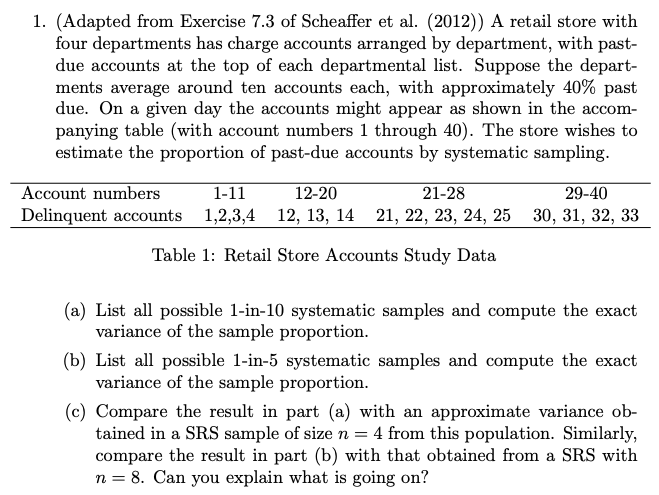 1. (Adapted from Exercise 7.3 of Scheaffer et al. (2012)) A retail store with
four departments has charge accounts arranged by department, with past-
due accounts at the top of each departmental list. Suppose the depart-
ments average around ten accounts each, with approximately 40% past
due. On a given day the accounts might appear as shown in the accom-
panying table (with account numbers 1 through 40). The store wishes to
estimate the proportion of past-due accounts by systematic sampling.
Account numbers 1-11 12-20 21-28 29-40
Delinquent accounts 1,2,3,4 12, 13, 14 21, 22, 23, 24, 25 30, 31, 32, 33
Table 1: Retail Store Accounts Study Data
(a) List all possible 1-in-10 systematic samples and compute the exact
variance of the sample proportion.
(b) List all possible 1-in-5 systematic samples and compute the exact
variance of the sample proportion.
(c) Compare the result in part (a) with an approximate variance ob-
tained in a SRS sample of size n = 4 from this population. Similarly,
compare the result in part (b) with that obtained from a SRS with
n = 8. Can you explain what is going on?